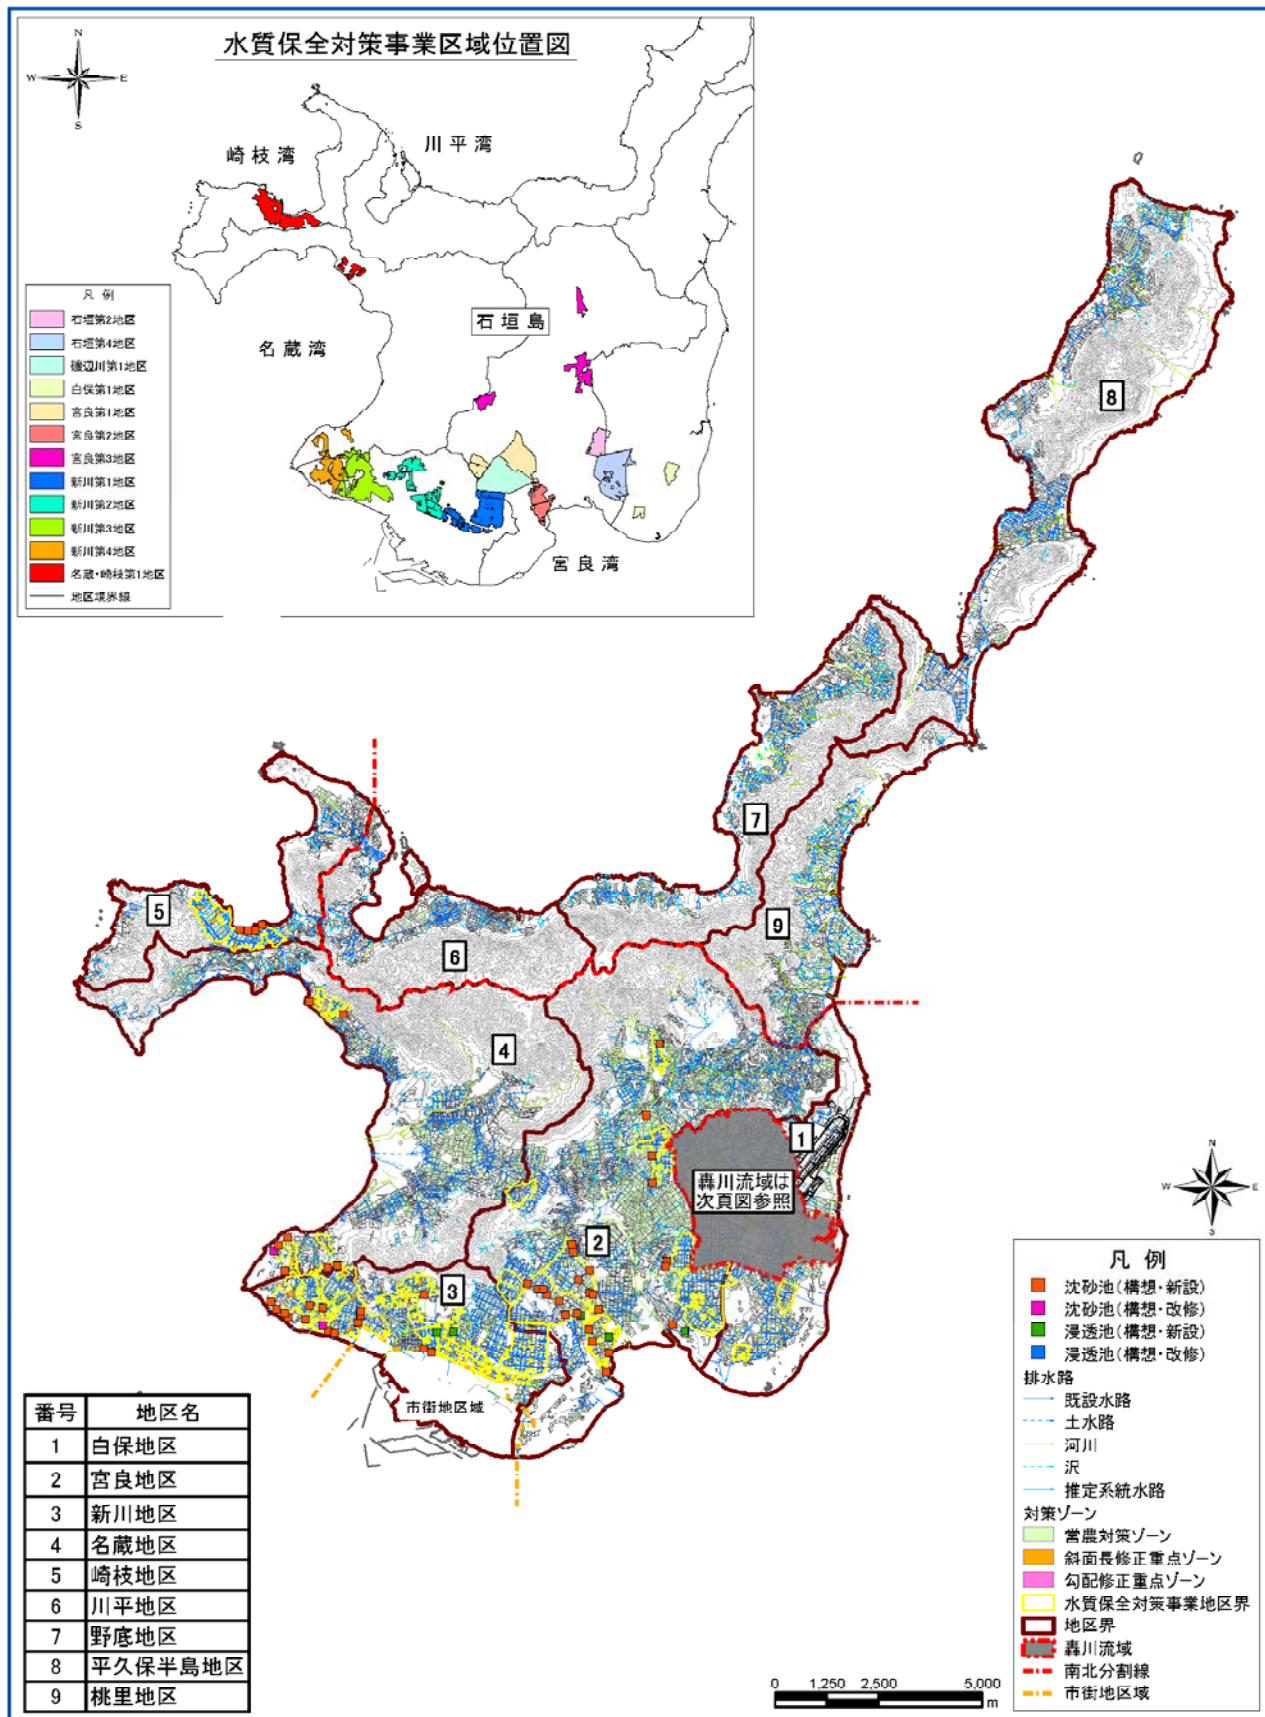 水質保全対策事業区域位置図
N
W
E
S
川平湾
崎枝湾
名蔵湾
石垣島
宮良湾
凡例
石垣第2地区
石垣第4地区
磯辺川第1地区
白保第1地区
宮良第1地区
宮良第2地区
宮良第3地区
新川第1地区
新川第2地区
新川第3地区
新川第4地区
名蔵・崎枝第1地区
地区境界線
8
7
5
9
6
4
1
轟川流域は
次頁図参照
2
3
市街地区域
N
W
E
S
番号 地区名
1 白保地区
2 宮良地区
3 新川地区
4 名蔵地区
5 崎枝地区
6 川平地区
7 野底地区
8 平久保半島地区
9 桃里地区
凡例
沈砂池(構想・新設)
沈砂池(構想・改修)
浸透池(構想・新設)
浸透池(構想・改修)
排水路
既設水路
土水路
河川
沢
推定系統水路
対策ゾーン
営農対策ゾーン
斜面長修正重点ゾーン
勾配修正重点ゾーン
水質保全対策事業地区界
地区界
轟川流域
南北分割線
市街地区域
0 1,250 2,500 5,000
m